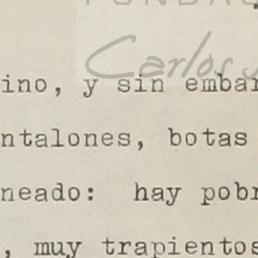 FUNDAC
Carlos
ino, y sin embar
ntalones, botas
neado: hay pobr
, muy trapientos